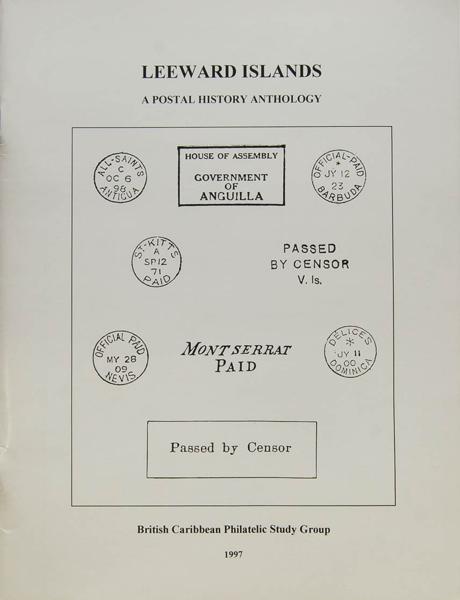 LEEWARD ISLANDS
A POSTAL HISTORY ANTHOLOGY
ALL-SAINTS
C
OC 6
98
ANTIGUA
HOUSE OF ASSEMBLY
GOVERNMENT
OF
ANGUILLA
OFFICIAL-PAID
*
JY 12
23
BARBUDA
ST-KITTS
A
SP12
71
PAID
PASSED
BY CENSOR
V. Is.
OFFICIAL PAID
MY 28
09
NEVIS
MONTSERRAT
PAID
DÉLICES
*
JY 11
00
DOMINICA
Passed by Censor
British Caribbean Philatelic Study Group
1997